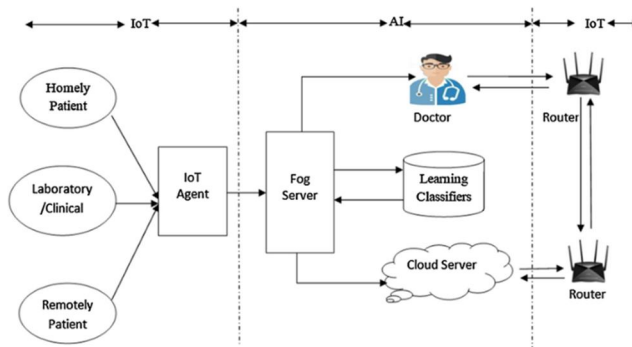 IoT
AI
IoT
Homely
Patient
Doctor
Router
Laboratory
/Clinical
IoT
Agent
Fog
Server
Learning
Classifiers
Cloud Server
Router
Remotely
Patient